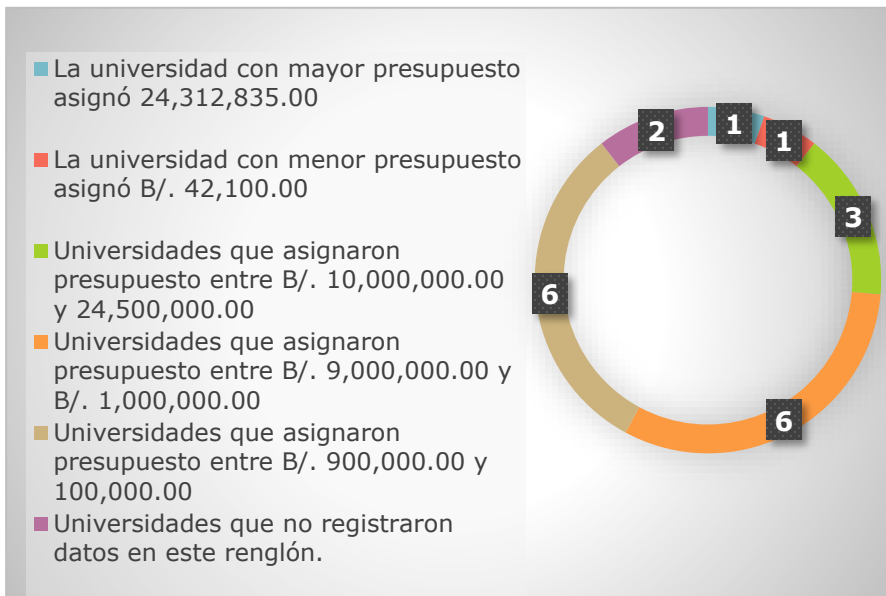 La universidad con mayor presupuesto
asignó 24,312,835.00
La universidad con menor presupuesto
asignó B/. 42,100.00
Universidades que asignaron
presupuesto entre B/. 10,000,000.00
y 24,500,000.00
Universidades que asignaron
presupuesto entre B/. 9,000,000.00 y
B/. 1,000,000.00
Universidades que asignaron
presupuesto entre B/. 900,000.00 y
100,000.00
Universidades que no registraron
datos en este renglón.
1
1
3
6
6
2